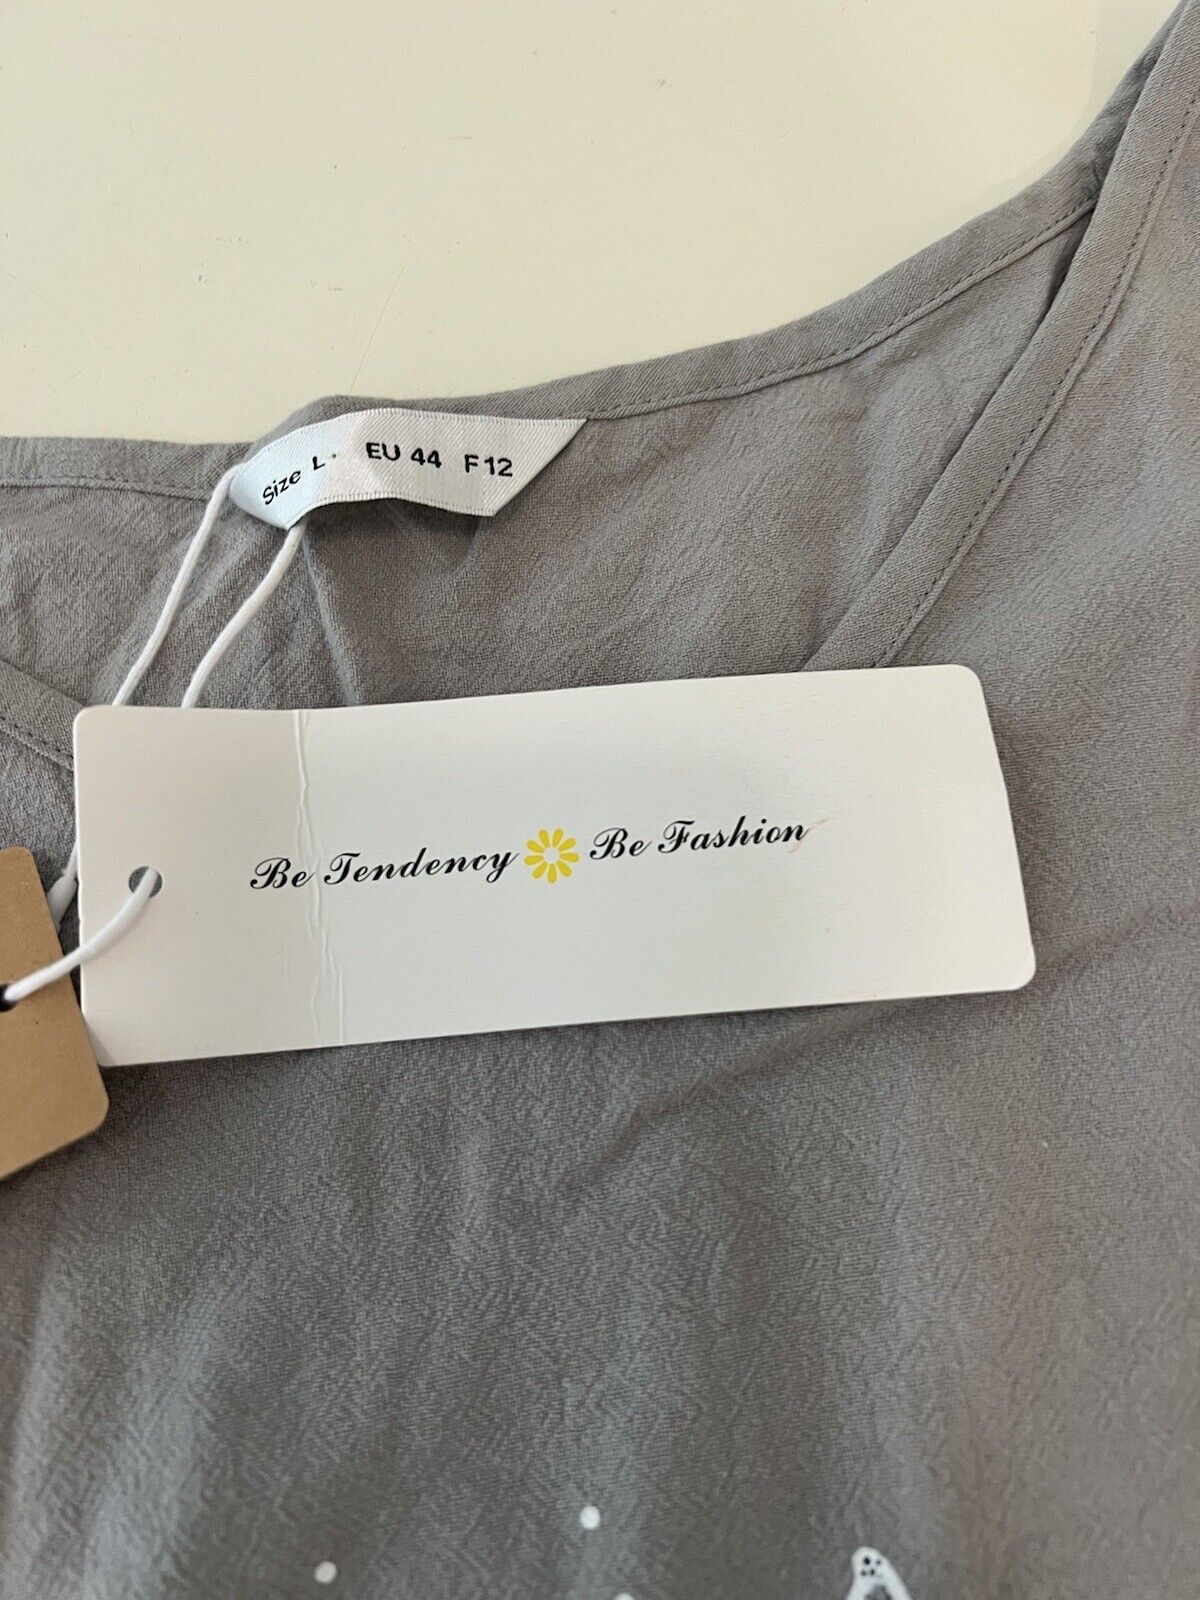 Size L. EU 44 F12
Be Tendency Be Fashion